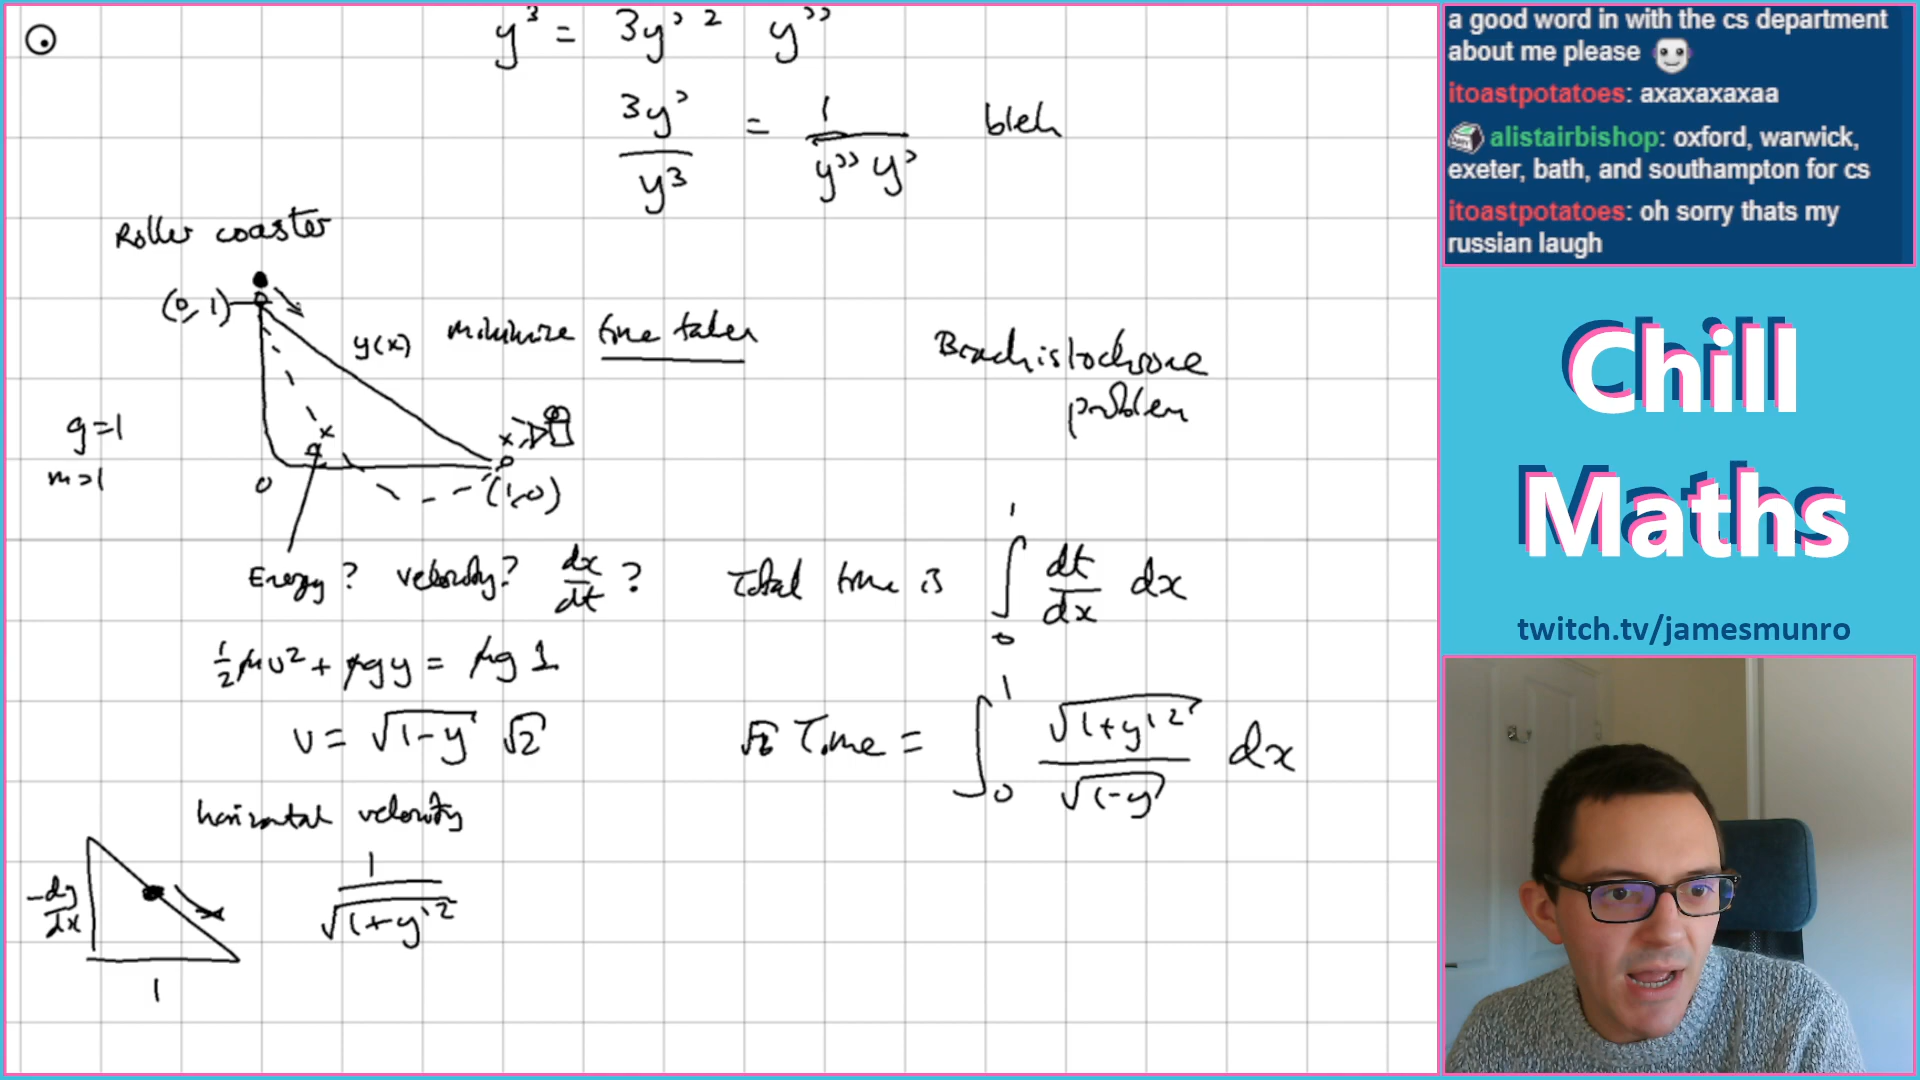 y³ = 3y'² y''
3y'/y³ = 1/(y''y') bleh
Roller coaster
(0, 1)
y(x)
minimize time taken
Brachistochrone
problem
g=1
m=1
x
x
0
(1,0)
Energy? velocity? dx/dt ? Total time is ∫₀¹ dt/dx dx
½mv² + mgy = mg 1
v = √(1-y) √2
√2 Time = ∫₀¹ √(1+y'²)/√(1-y) dx
horizontal velocity
-dy/dx
1
1/√(1+y'²)
a good word in with the cs department
about me please
itoastpotatoes: axaxaxaxaa
alistairbishop: oxford, warwick,
exeter, bath, and southampton for cs
itoastpotatoes: oh sorry thats my
russian laugh
Chill
Maths
twitch.tv/jamesmunro